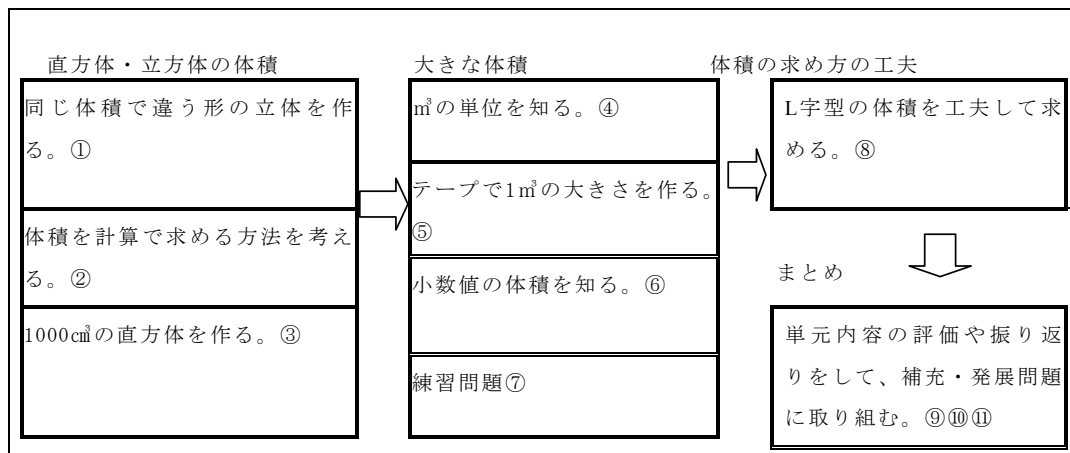 直方体・立方体の体積
同じ体積で違う形の立体を作
る。①
体積を計算で求める方法を考え
る。②
1000㎤の直方体を作る。③
大きな体積
㎥の単位を知る。④
テープで1㎥の大きさを作る。
⑤
小数値の体積を知る。⑥
練習問題⑦
体積の求め方の工夫
L字型の体積を工夫して求
める。⑧
まとめ
単元内容の評価や振り返
りをして、補充・発展問題
に取り組む。⑨⑩⑪